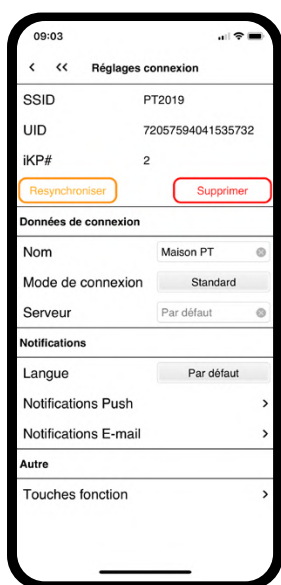 09:03
< << Réglages connexion
SSID PT2019
UID 72057594041535732
iKP# 2
Resynchroniser Supprimer
Données de connexion
Nom Maison PT
Mode de connexion Standard
Serveur Par défaut
Notifications
Langue Par défaut
Notifications Push >
Notifications E-mail >
Autre
Touches fonction >